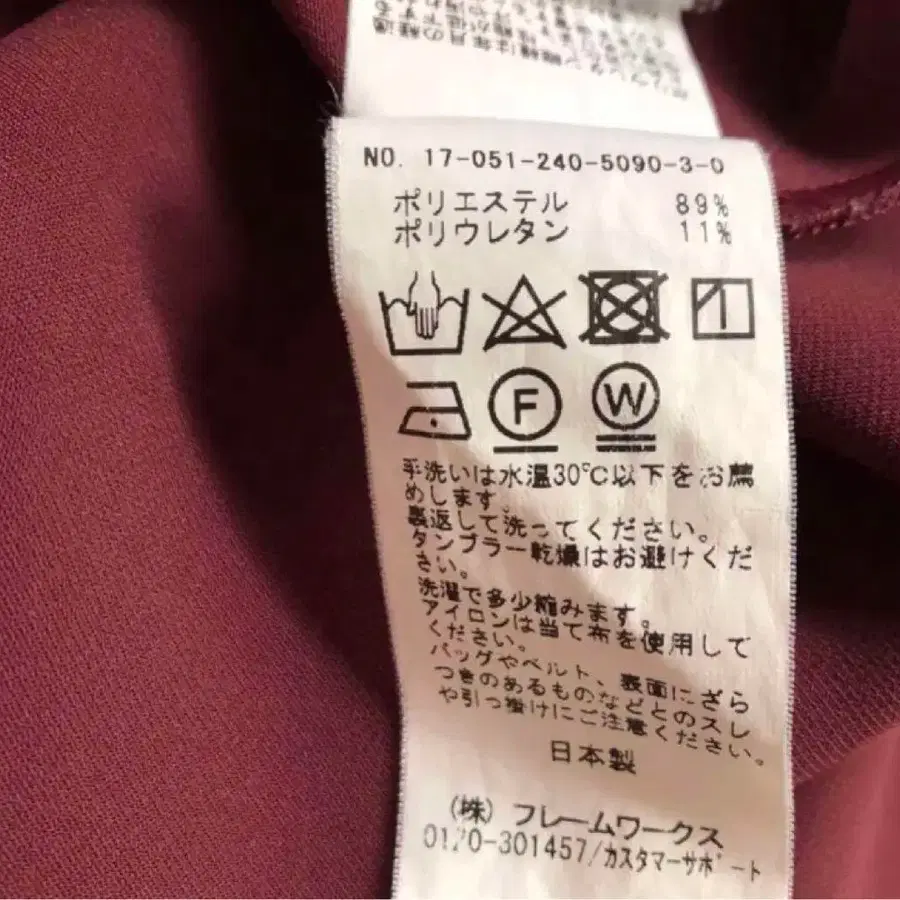 NO. 17-051-240-5090-3-0
ポリエステル 89%
ポリウレタン 11%
F W
手洗いは水温30℃以下をお薦
めします。
裏返して洗ってください。
タンブラー乾燥はお避けくだ
さい。
洗濯で多少縮みます。
アイロンは当て布を使用して
ください。
バッグやベルト、表面にざら
つきのあるものなどとのスレ
や引っ掛けにご注意ください。
日本製
(株) フレームワークス
0120-301457/カスタマーサポート